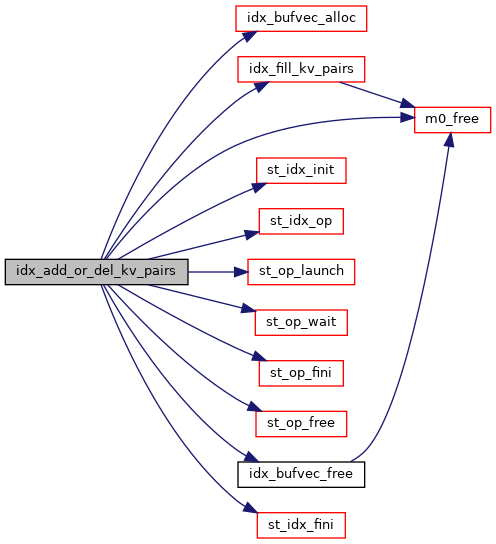 idx_bufvec_alloc
idx_fill_kv_pairs
m0_free
st_idx_init
st_idx_op
idx_add_or_del_kv_pairs
st_op_launch
st_op_wait
st_op_fini
st_op_free
idx_bufvec_free
st_idx_fini